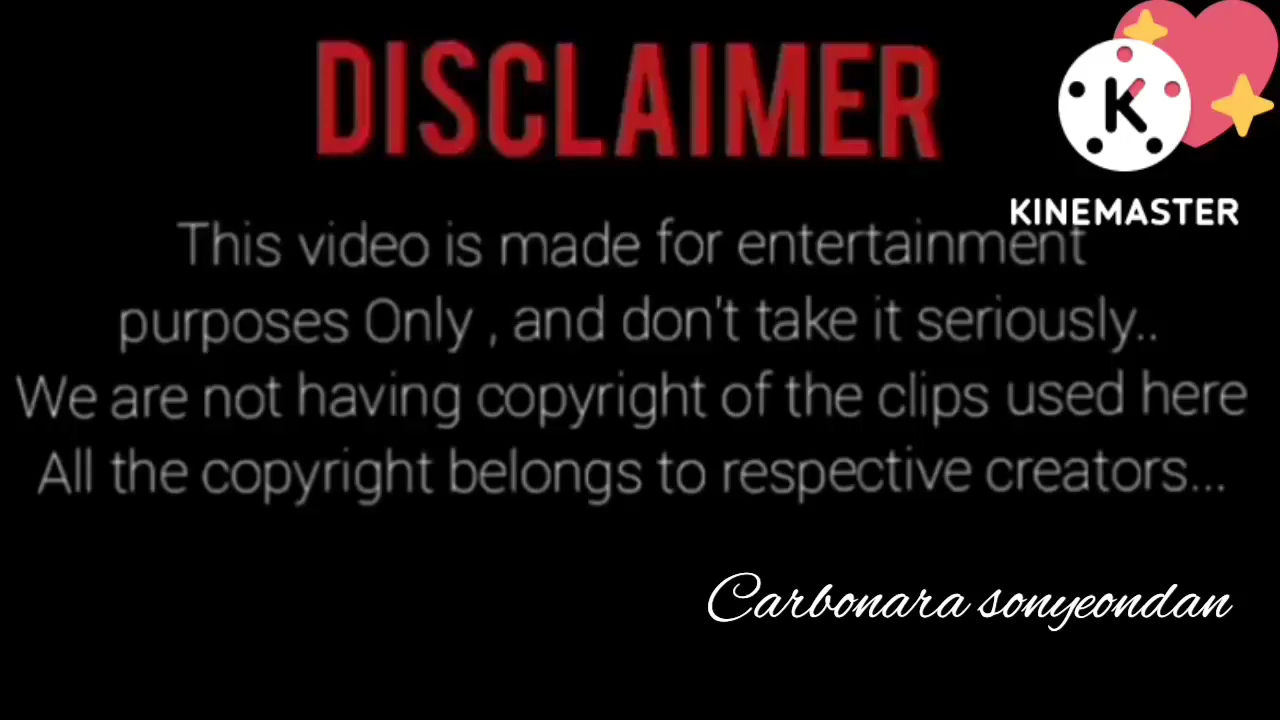 DISCLAIMER
K
KINEMASTER
This video is made for entertainment
purposes Only , and don't take it seriously..
We are not having copyright of the clips used here
All the copyright belongs to respective creators...
Carbonara sonyeondan